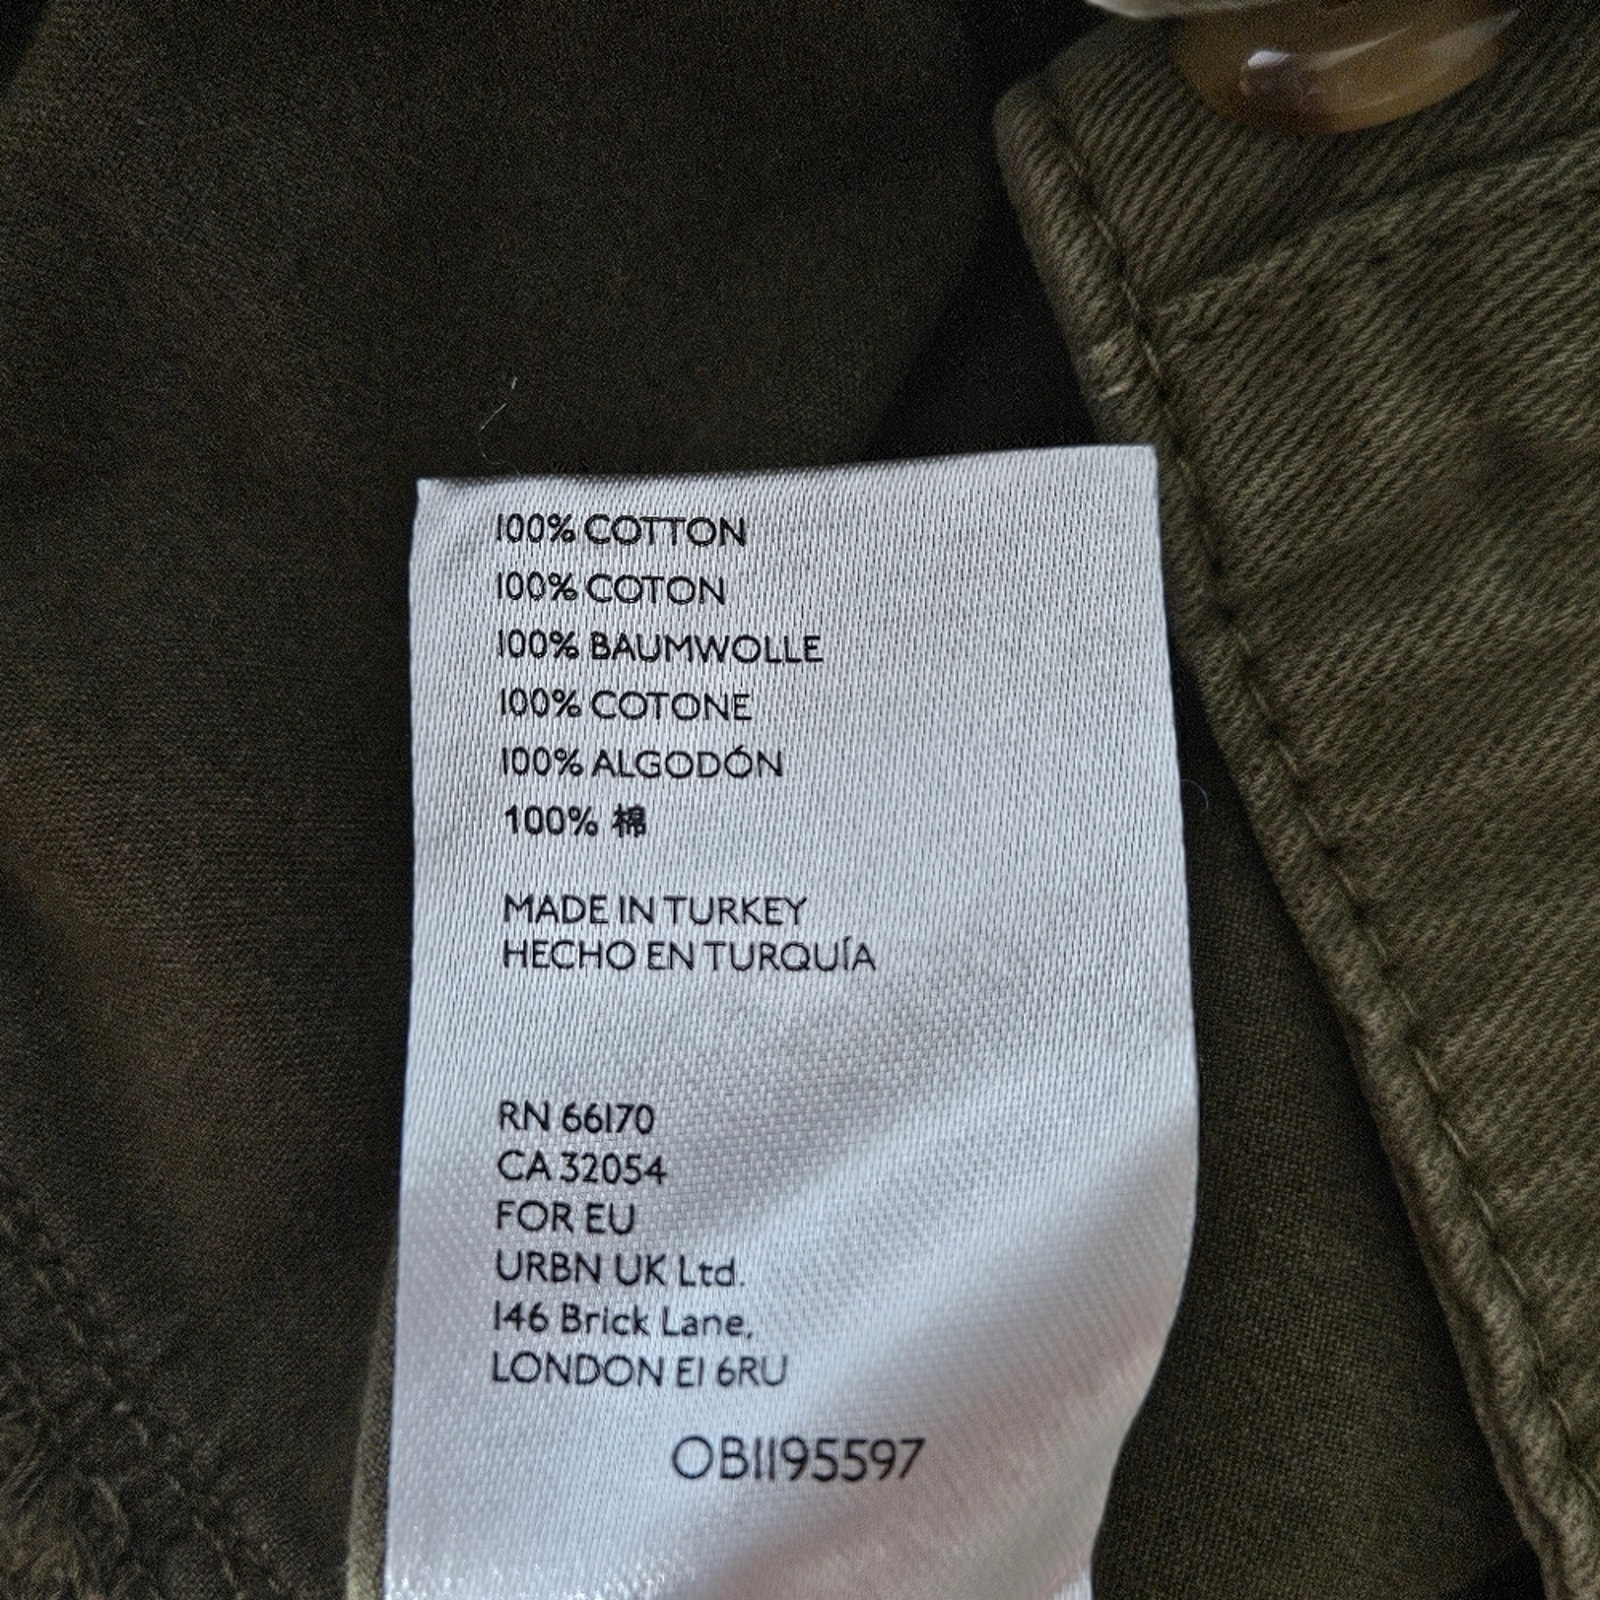 100% COTTON
100% COTON
100% BAUMWOLLE
100% COTONE
100% ALGODÓN
100% 棉
MADE IN TURKEY
HECHO EN TURQUÍA
RN 66170
CA 32054
FOR EU
URBN UK Ltd.
146 Brick Lane,
LONDON E1 6RU
OB1195597